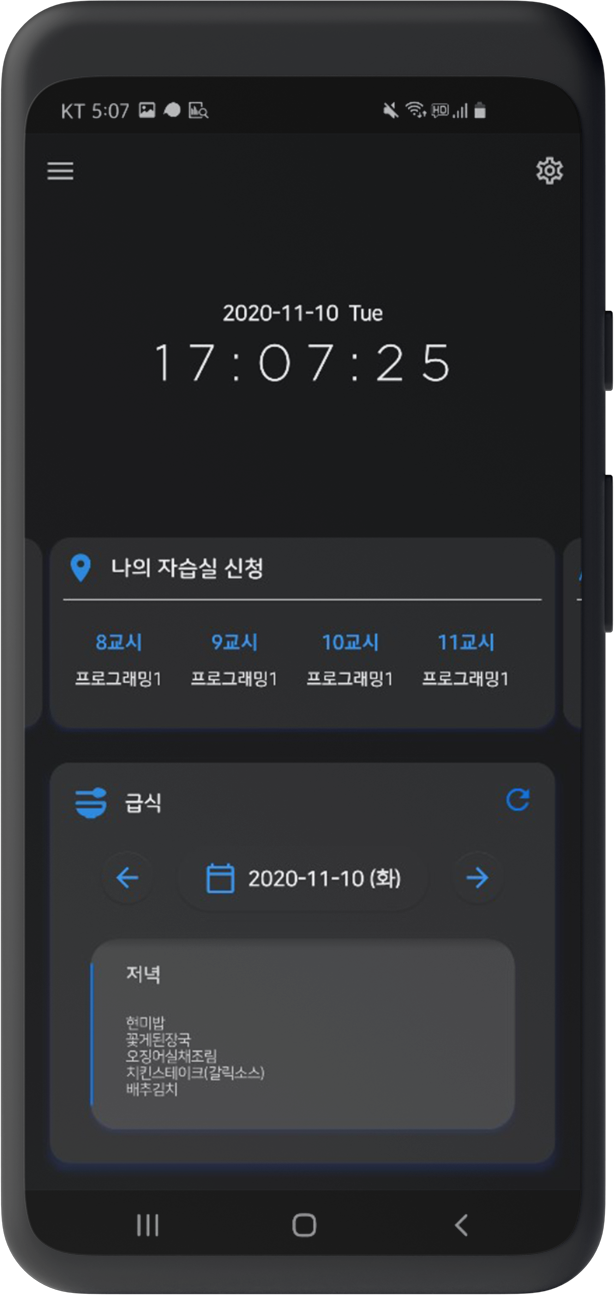 KT 5:07
HD
2020-11-10 Tue
17:07:25
나의 자습실 신청
8교시 9교시 10교시 11교시
프로그래밍1 프로그래밍1 프로그래밍1 프로그래밍1
급식
2020-11-10 (화)
저녁
현미밥
꽃게된장국
오징어실채조림
치킨스테이크(갈릭소스)
배추김치